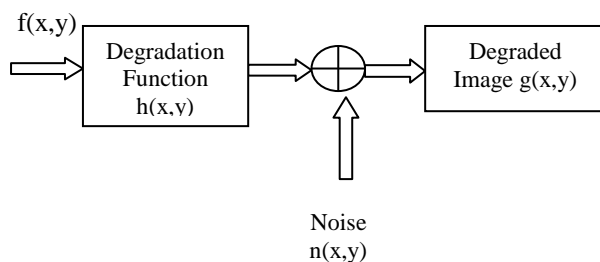 f(x,y)
Degradation
Function
h(x,y)
Degraded
Image g(x,y)
Noise
n(x,y)